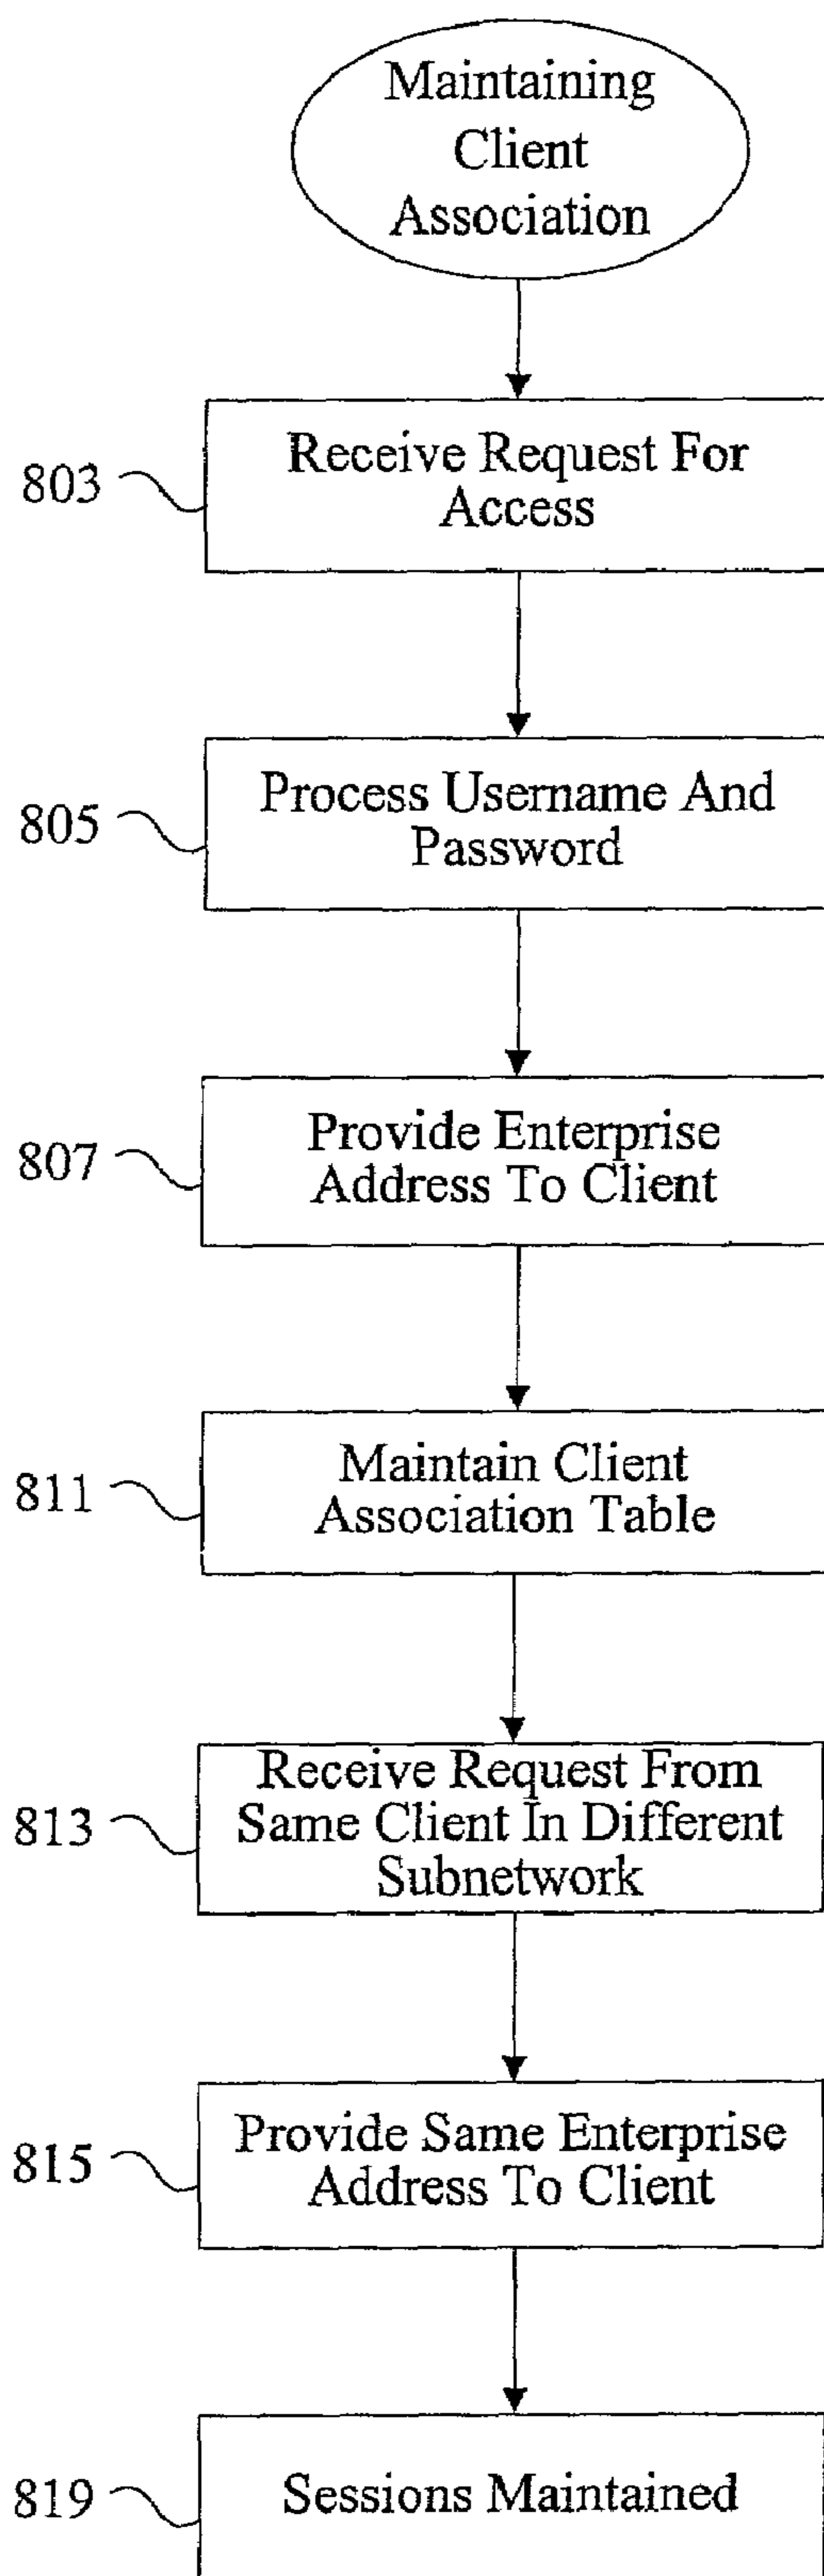 Maintaining
Client
Association
803
Receive Request For
Access
805
Process Username And
Password
807
Provide Enterprise
Address To Client
811
Maintain Client
Association Table
813
Receive Request From
Same Client In Different
Subnetwork
815
Provide Same Enterprise
Address To Client
819
Sessions Maintained